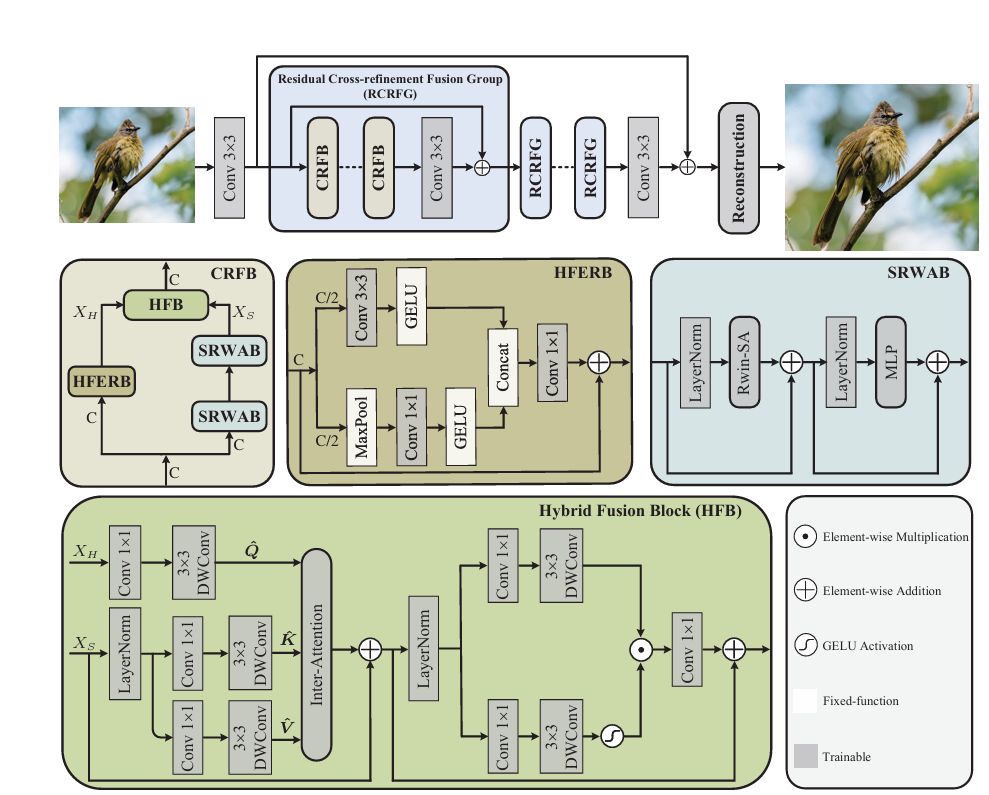 Residual Cross-refinement Fusion Group
(RCRFG)
Conv 3×3
CRFB
CRFB
Conv 3×3
RCRFG
RCRFG
Conv 3×3
Reconstruction
CRFB
C
HFB
X_H
X_S
SRWAB
HFERB
SRWAB
C
C
C
HFERB
C/2
Conv 3×3
GELU
C
Concat
Conv 1×1
C/2
MaxPool
Conv 1×1
GELU
SRWAB
LayerNorm
Rwin-SA
LayerNorm
MLP
Hybrid Fusion Block (HFB)
X_H
Conv 1×1
3×3
DWConv
Q̂
X_S
LayerNorm
Conv 1×1
3×3
DWConv
K̂
Conv 1×1
3×3
DWConv
V̂
Inter-Attention
LayerNorm
Conv 1×1
3×3
DWConv
Conv 1×1
3×3
DWConv
Conv 1×1
Element-wise Multiplication
Element-wise Addition
GELU Activation
Fixed-function
Trainable